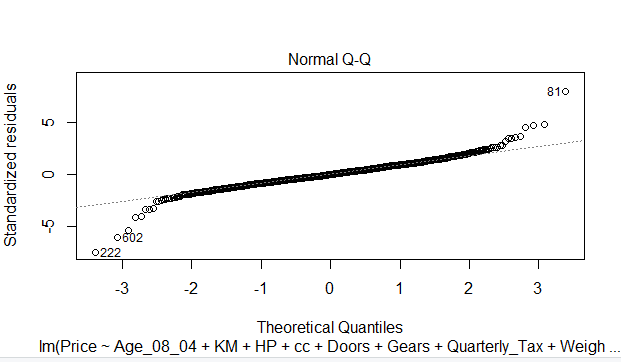 Normal Q-Q
Standardized residuals
5
0
-5
81
602
222
-3 -2 -1 0 1 2 3
Theoretical Quantiles
lm(Price ~ Age_08_04 + KM + HP + cc + Doors + Gears + Quarterly_Tax + Weigh ...